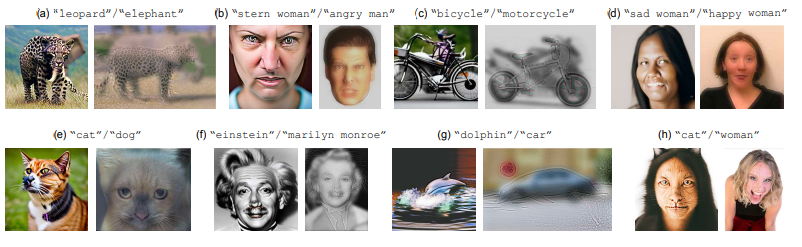 (a) "leopard"/"elephant"
(b) "stern woman"/"angry man"
(c) "bicycle"/"motorcycle"
(d) "sad woman"/"happy woman"
(e) "cat"/"dog"
(f) "einstein"/"marilyn monroe"
(g) "dolphin"/"car"
(h) "cat"/"woman"